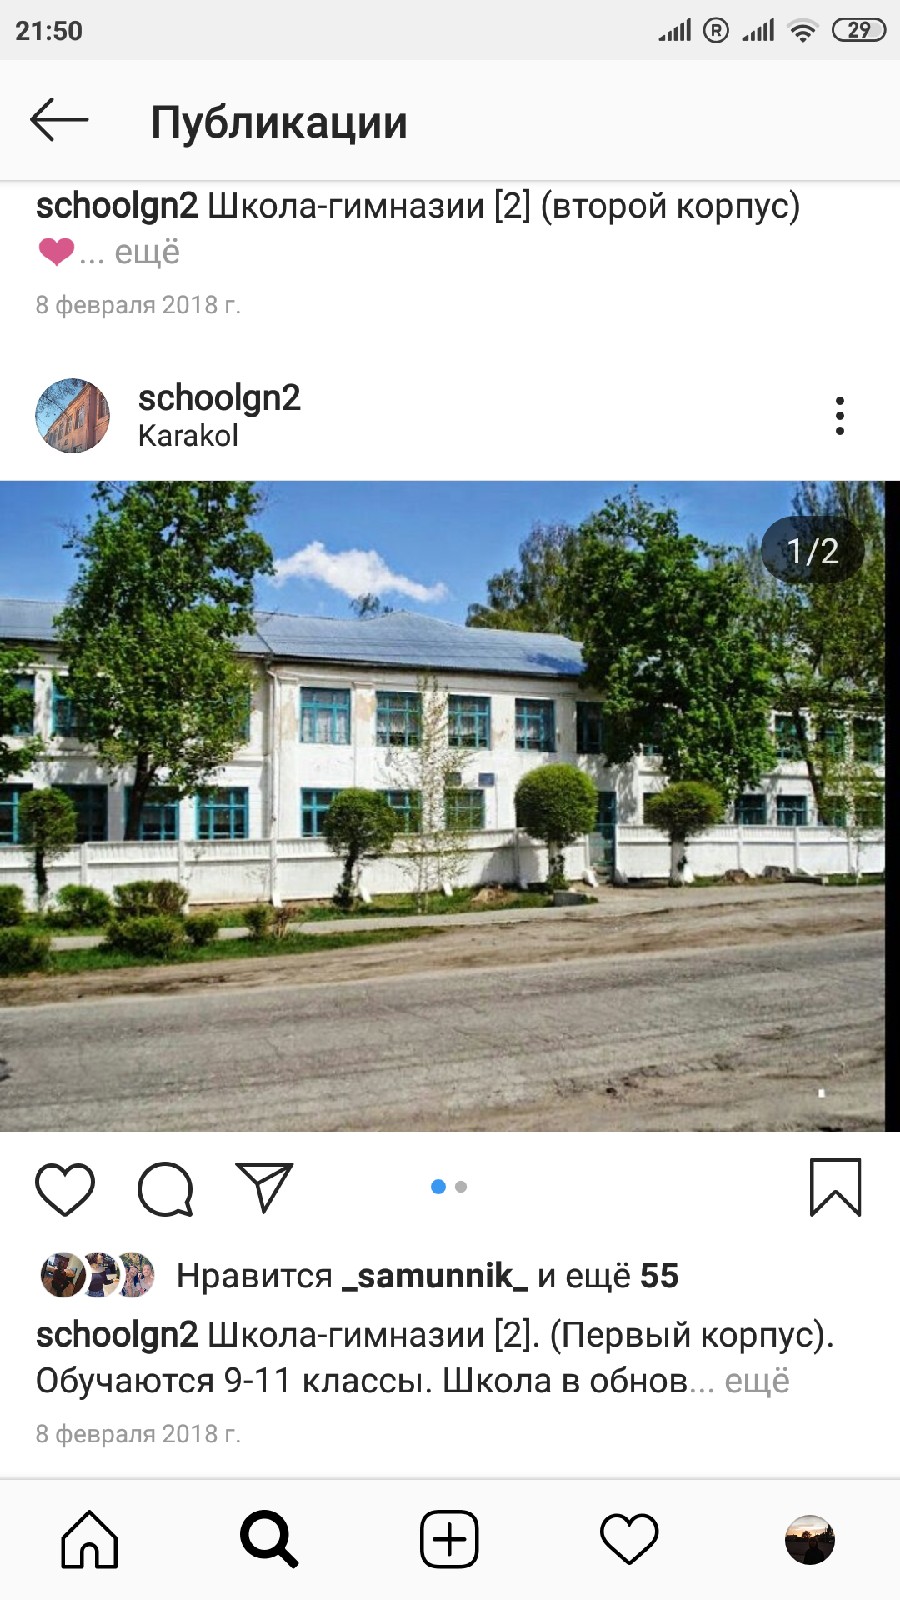 21:50
R
29
Публикации
schoolgn2 Школа-гимназии [2] (второй корпус)
❤... ещё
8 февраля 2018 г.
schoolgn2
Karakol
1/2
Нравится _samunnik_ и ещё 55
schoolgn2 Школа-гимназии [2]. (Первый корпус).
Обучаются 9-11 классы. Школа в обнов... ещё
8 февраля 2018 г.